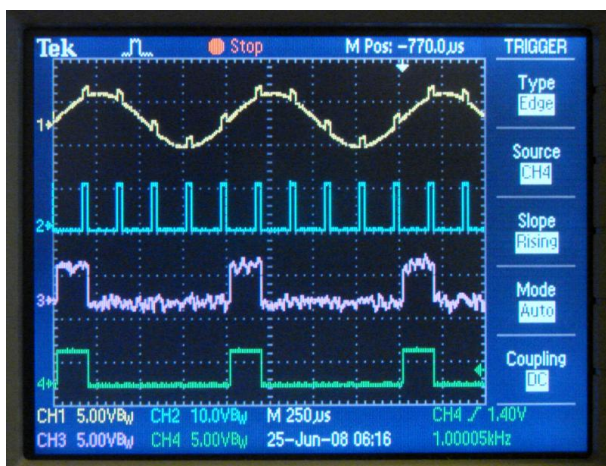 Tek Stop M Pos: -770.0µs TRIGGER
Type
Edge
1
Source
CH4
2
Slope
Rising
3
Mode
Auto
Coupling
DC
4
CH1 5.00VBW CH2 10.0VBW M 250µs CH4 1.40V
CH3 5.00VBW CH4 5.00VBW 25-Jun-08 06:16 1.00005kHz